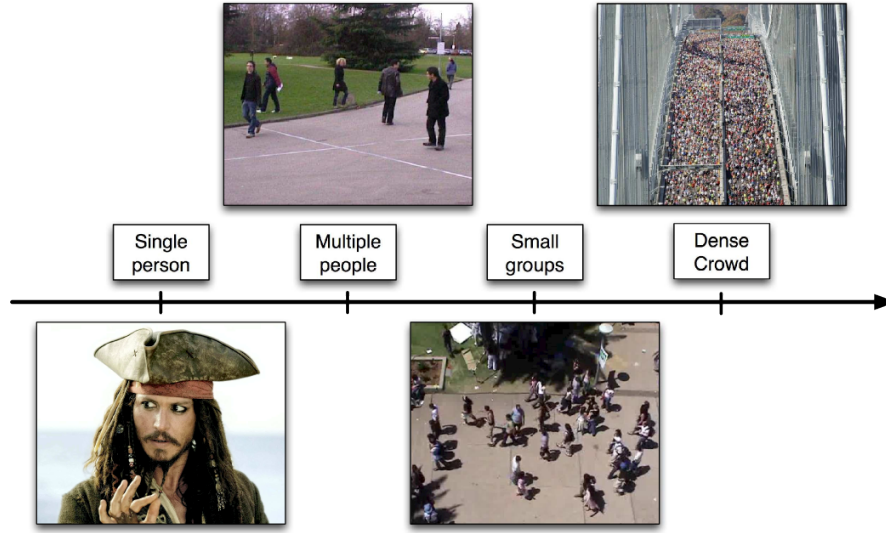 Single
person
Multiple
people
Small
groups
Dense
Crowd